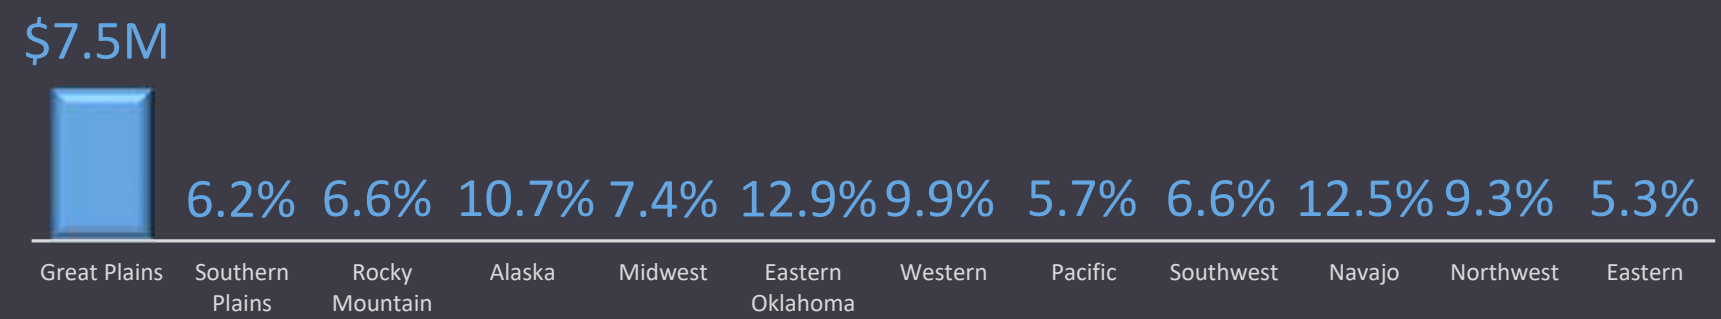 $7.5M
6.2% 6.6% 10.7% 7.4% 12.9% 9.9% 5.7% 6.6% 12.5% 9.3% 5.3%
Great Plains Southern Rocky Alaska Midwest Eastern Western Pacific Southwest Navajo Northwest Eastern
Plains Mountain Oklahoma